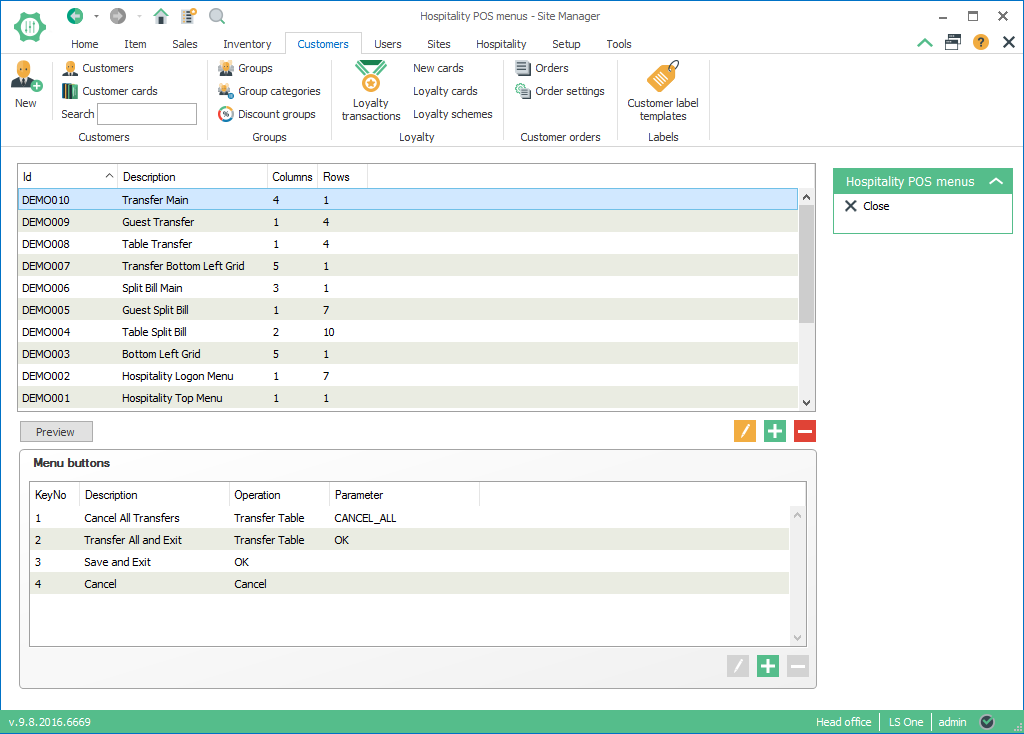 Hospitality POS menus - Site Manager
Home Item Sales Inventory Customers Users Sites Hospitality Setup Tools
New
Customers
Customer cards
Search
Customers
Groups
Group categories
Discount groups
Groups
Loyalty
transactions
New cards
Loyalty cards
Loyalty schemes
Loyalty
Orders
Order settings
Customer orders
Customer label
templates
Labels
Id Description Columns Rows
DEMO010 Transfer Main 4 1
DEMO009 Guest Transfer 1 4
DEMO008 Table Transfer 1 4
DEMO007 Transfer Bottom Left Grid 5 1
DEMO006 Split Bill Main 3 1
DEMO005 Guest Split Bill 1 7
DEMO004 Table Split Bill 2 10
DEMO003 Bottom Left Grid 5 1
DEMO002 Hospitality Logon Menu 1 7
DEMO001 Hospitality Top Menu 1 1
Hospitality POS menus
Close
Preview
Menu buttons
KeyNo Description Operation Parameter
1 Cancel All Transfers Transfer Table CANCEL_ALL
2 Transfer All and Exit Transfer Table OK
3 Save and Exit OK
4 Cancel Cancel
v.9.8.2016.6669
Head office LS One admin